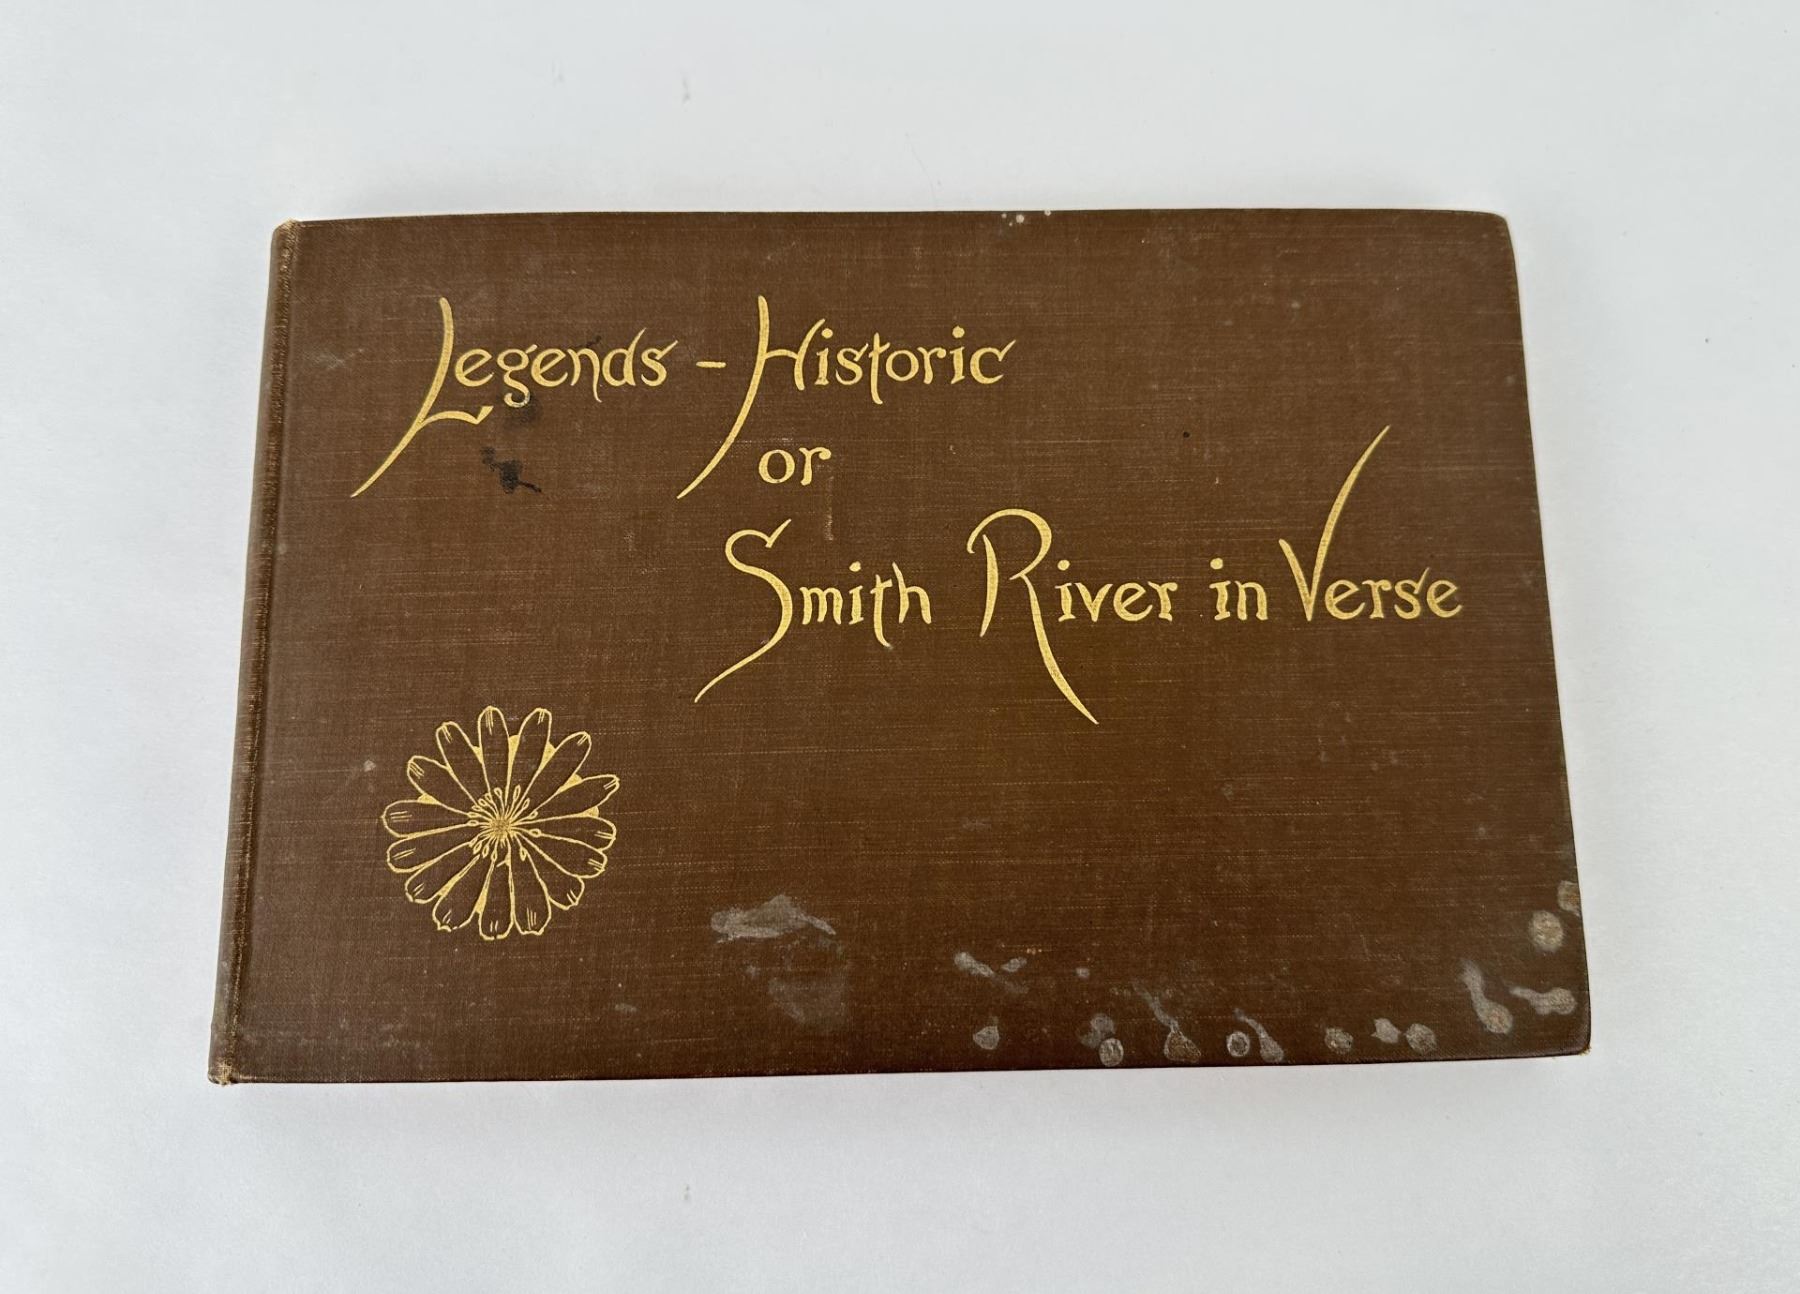 Legends - Historic
or
Smith River in Verse